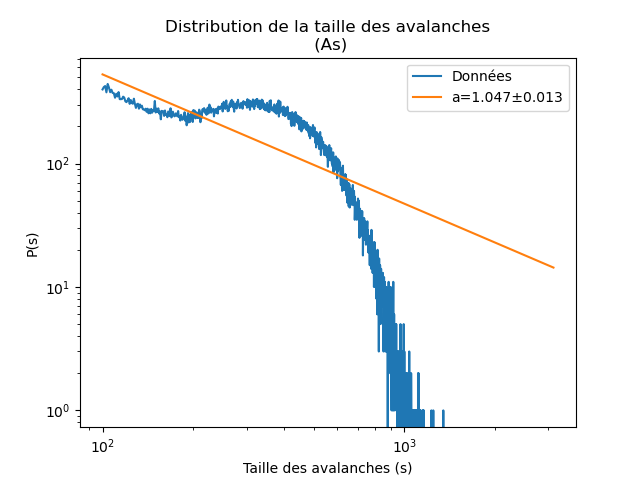 Distribution de la taille des avalanches
(As)
Données
a=1.047±0.013
P(s)
10²
10¹
10⁰
10²
10³
Taille des avalanches (s)